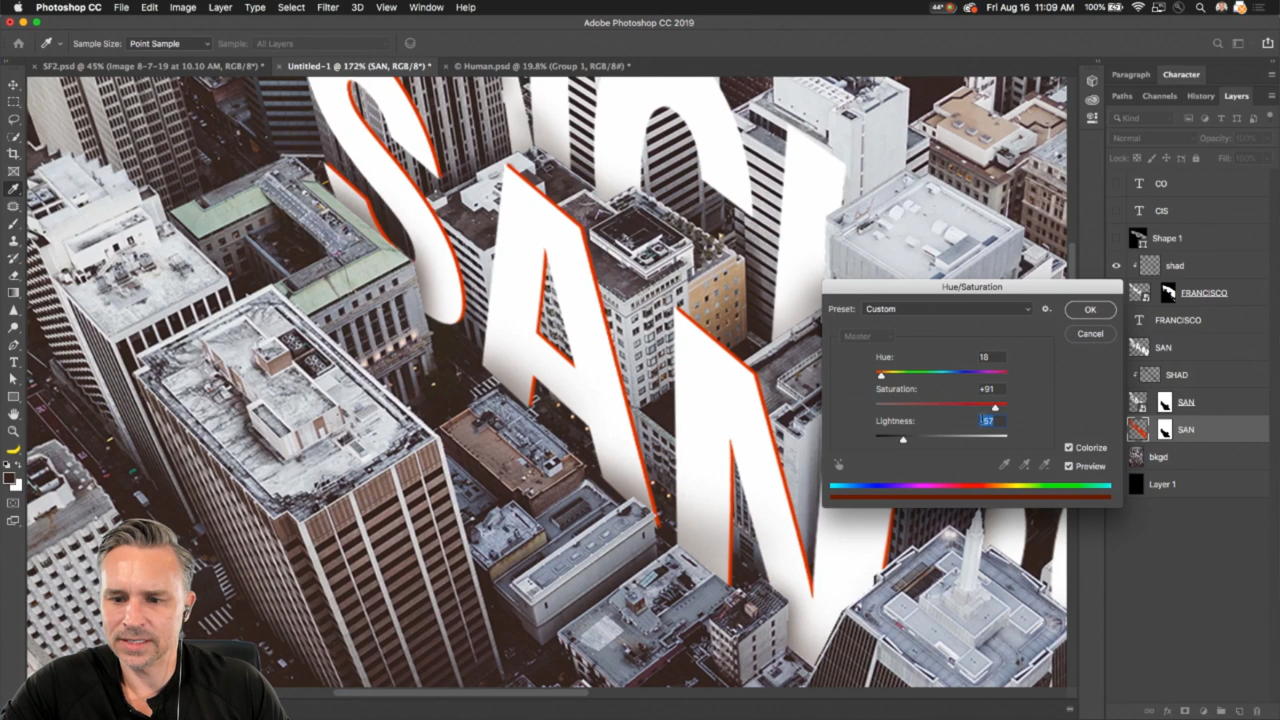 Photoshop CC File Edit Image Layer Type Select Filter 3D View Window Help 44° Fri Aug 16 11:09 AM 100%
Adobe Photoshop CC 2019
Sample Size: Point Sample Sample: All Layers
× SF2.psd @ 45% (Image 8-7-19 at 10.10 AM, RGB/8*) * × Untitled-1 @ 172% (SAN, RGB/8*) * × © Human.psd @ 19.8% (Group 1, RGB/8*) *
Paragraph Character
Paths Channels History Layers
Kind
Normal Opacity: 100%
Lock: Fill: 100%
T CO
T CIS
Shape 1
shad
FRANCISCO
T FRANCISCO
SAN
SHAD
SAN
SAN
bkgd
Layer 1
Hue/Saturation
Preset: Custom OK
Master Cancel
Hue: 18
Saturation: +91
Lightness: -57
Colorize
Preview
SAN